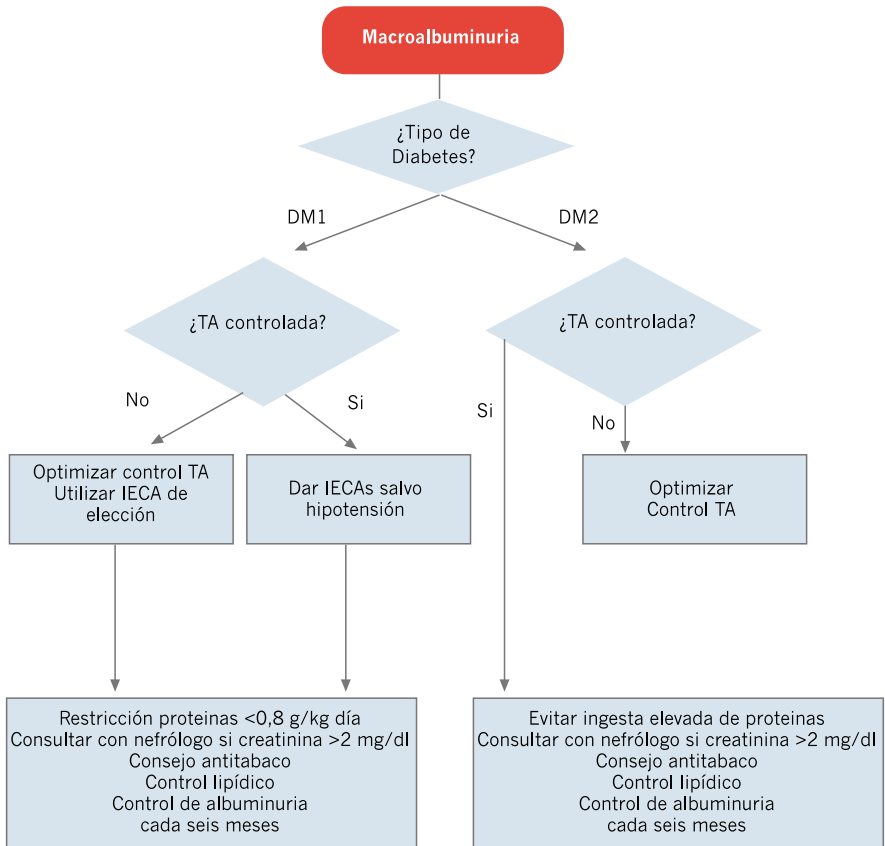 Macroalbuminuria
¿Tipo de
Diabetes?
DM1
DM2
¿TA controlada?
¿TA controlada?
No
Si
Si
No
Optimizar control TA
Utilizar IECA de
elección
Dar IECAs salvo
hipotensión
Optimizar
Control TA
Restricción proteinas <0,8 g/kg día
Consultar con nefrólogo si creatinina >2 mg/dl
Consejo antitabaco
Control lipídico
Control de albuminuria
cada seis meses
Evitar ingesta elevada de proteinas
Consultar con nefrólogo si creatinina >2 mg/dl
Consejo antitabaco
Control lipídico
Control de albuminuria
cada seis meses